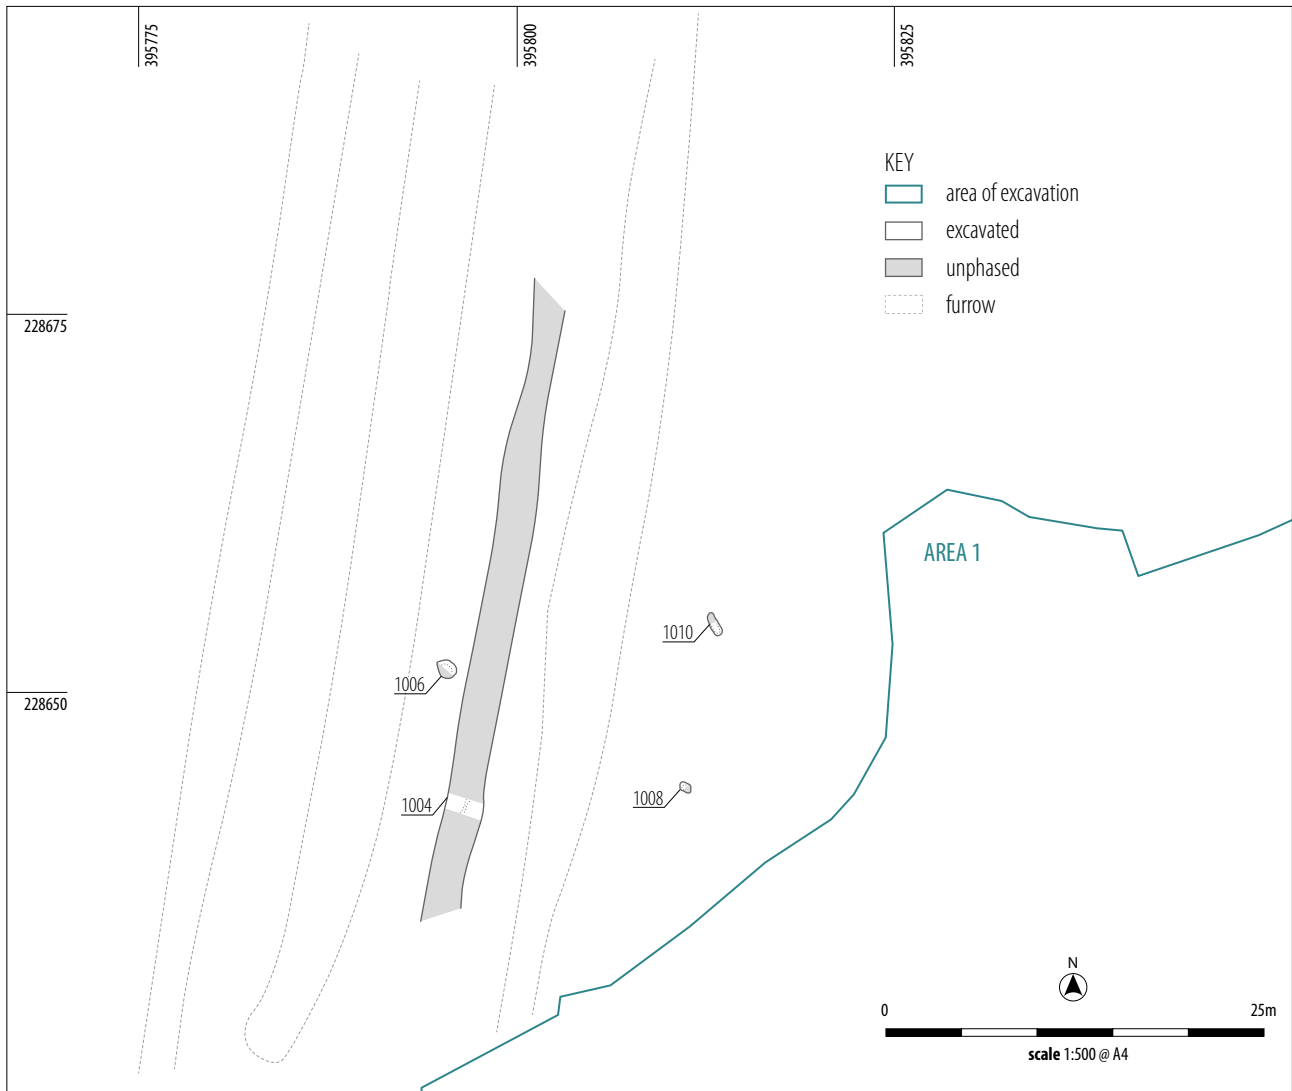 395775
395800
395825
KEY
area of excavation
excavated
unphased
furrow
228675
AREA 1
1010
1006
228650
1008
1004
N
0 25m
scale 1:500 @ A4